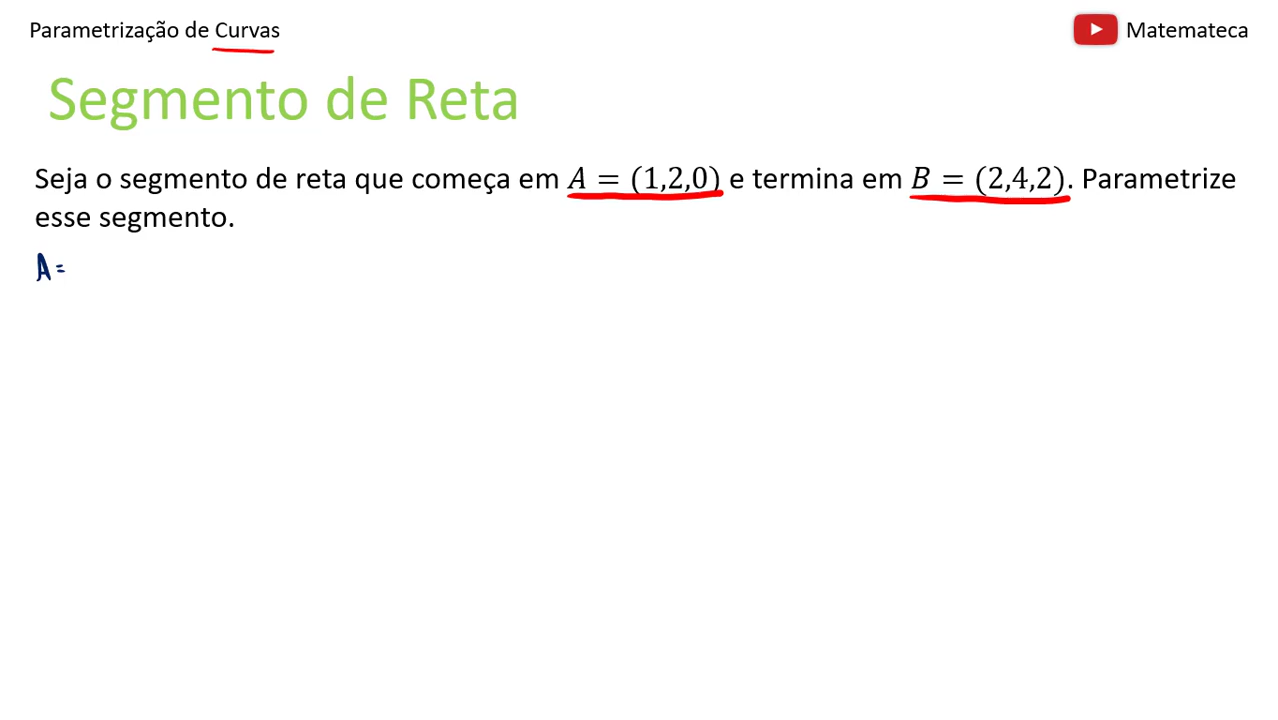 Parametrização de Curvas
Matemateca
Segmento de Reta
Seja o segmento de reta que começa em A = (1,2,0) e termina em B = (2,4,2). Parametrize
esse segmento.
A=